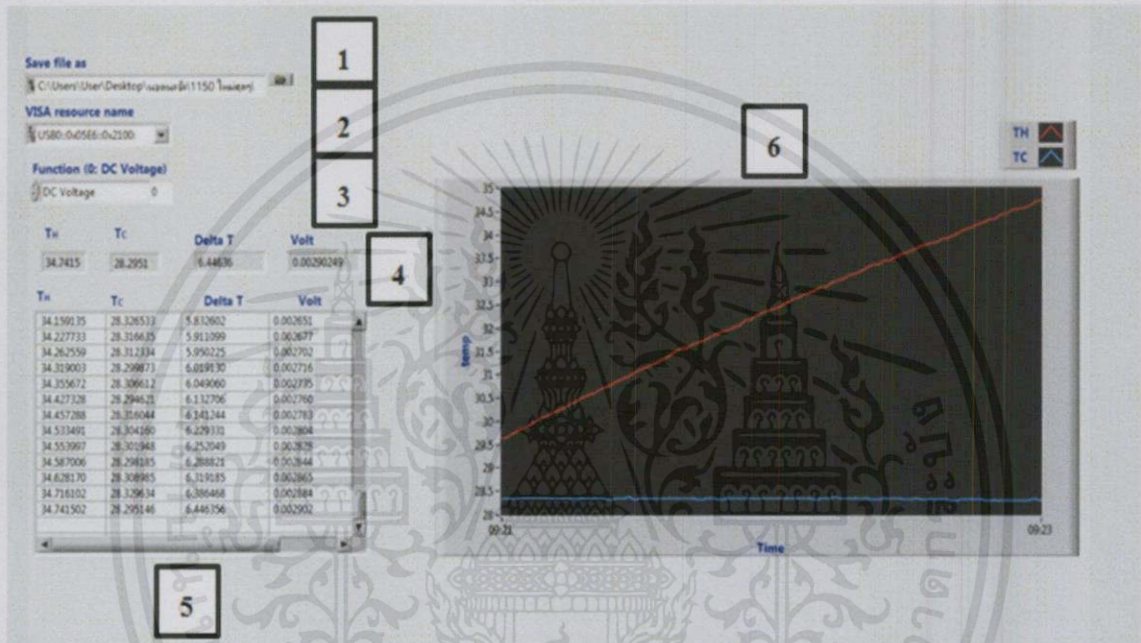 Save file as
C:\Users\User\Desktop\ \1150
VISA resource name
USB0::0x05E6::0x2100:
Function (0: DC Voltage)
DC Voltage 0
1
2
3
TH TC Delta T Volt
34.7415 28.2951 6.44636 0.00290249
4
TH TC Delta T Volt
34.159135 28.326533 5.832602 0.002651
34.227733 28.316635 5.911099 0.002677
34.262559 28.312334 5.950225 0.002702
34.319003 28.299873 6.019130 0.002716
34.355672 28.306612 6.049060 0.002735
34.427328 28.294621 6.132706 0.002760
34.457288 28.316044 6.141244 0.002783
34.533491 28.304160 6.229331 0.002804
34.553997 28.301948 6.252049 0.002828
34.587006 28.298185 6.288821 0.002844
34.628170 28.308985 6.319185 0.002865
34.716102 28.329634 6.386468 0.002884
34.741502 28.295146 6.446356 0.002902
5
6
TH
TC
35
34.5
34
33.5
33
32.5
32
31.5
31
30.5
30
29.5
29
28.5
28
temp
09:21 09:23
Time